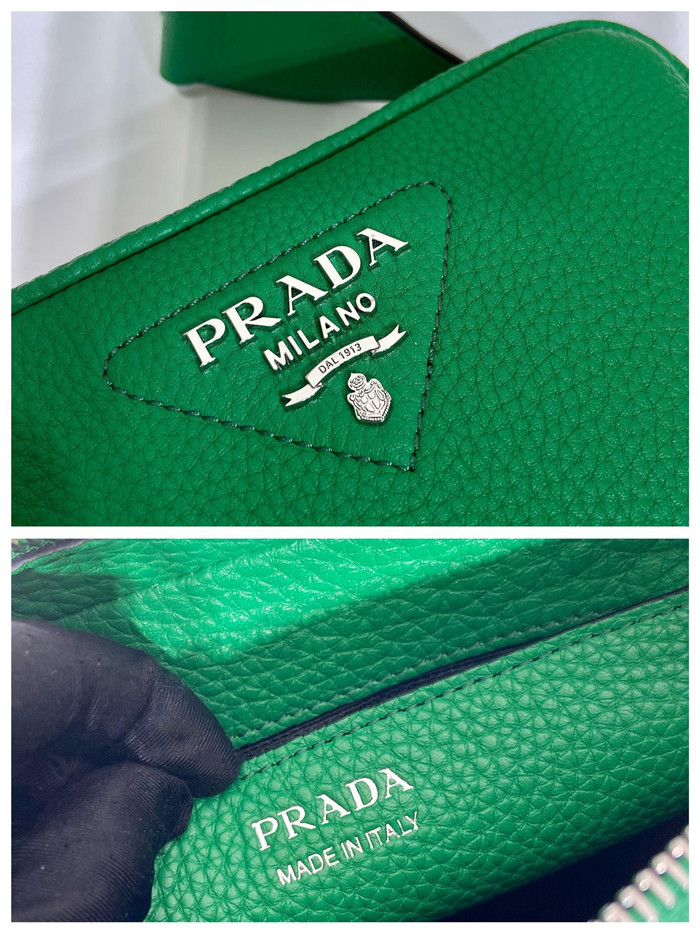 PRADA
MILANO
DAL 1913
PRADA
MADE IN ITALY